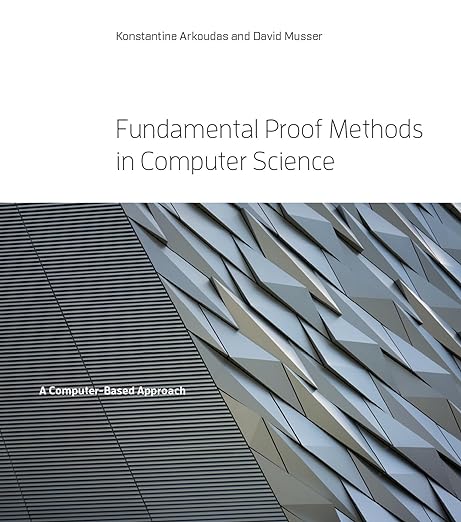 Konstantine Arkoudas and David Musser
Fundamental Proof Methods
in Computer Science
A Computer-Based Approach